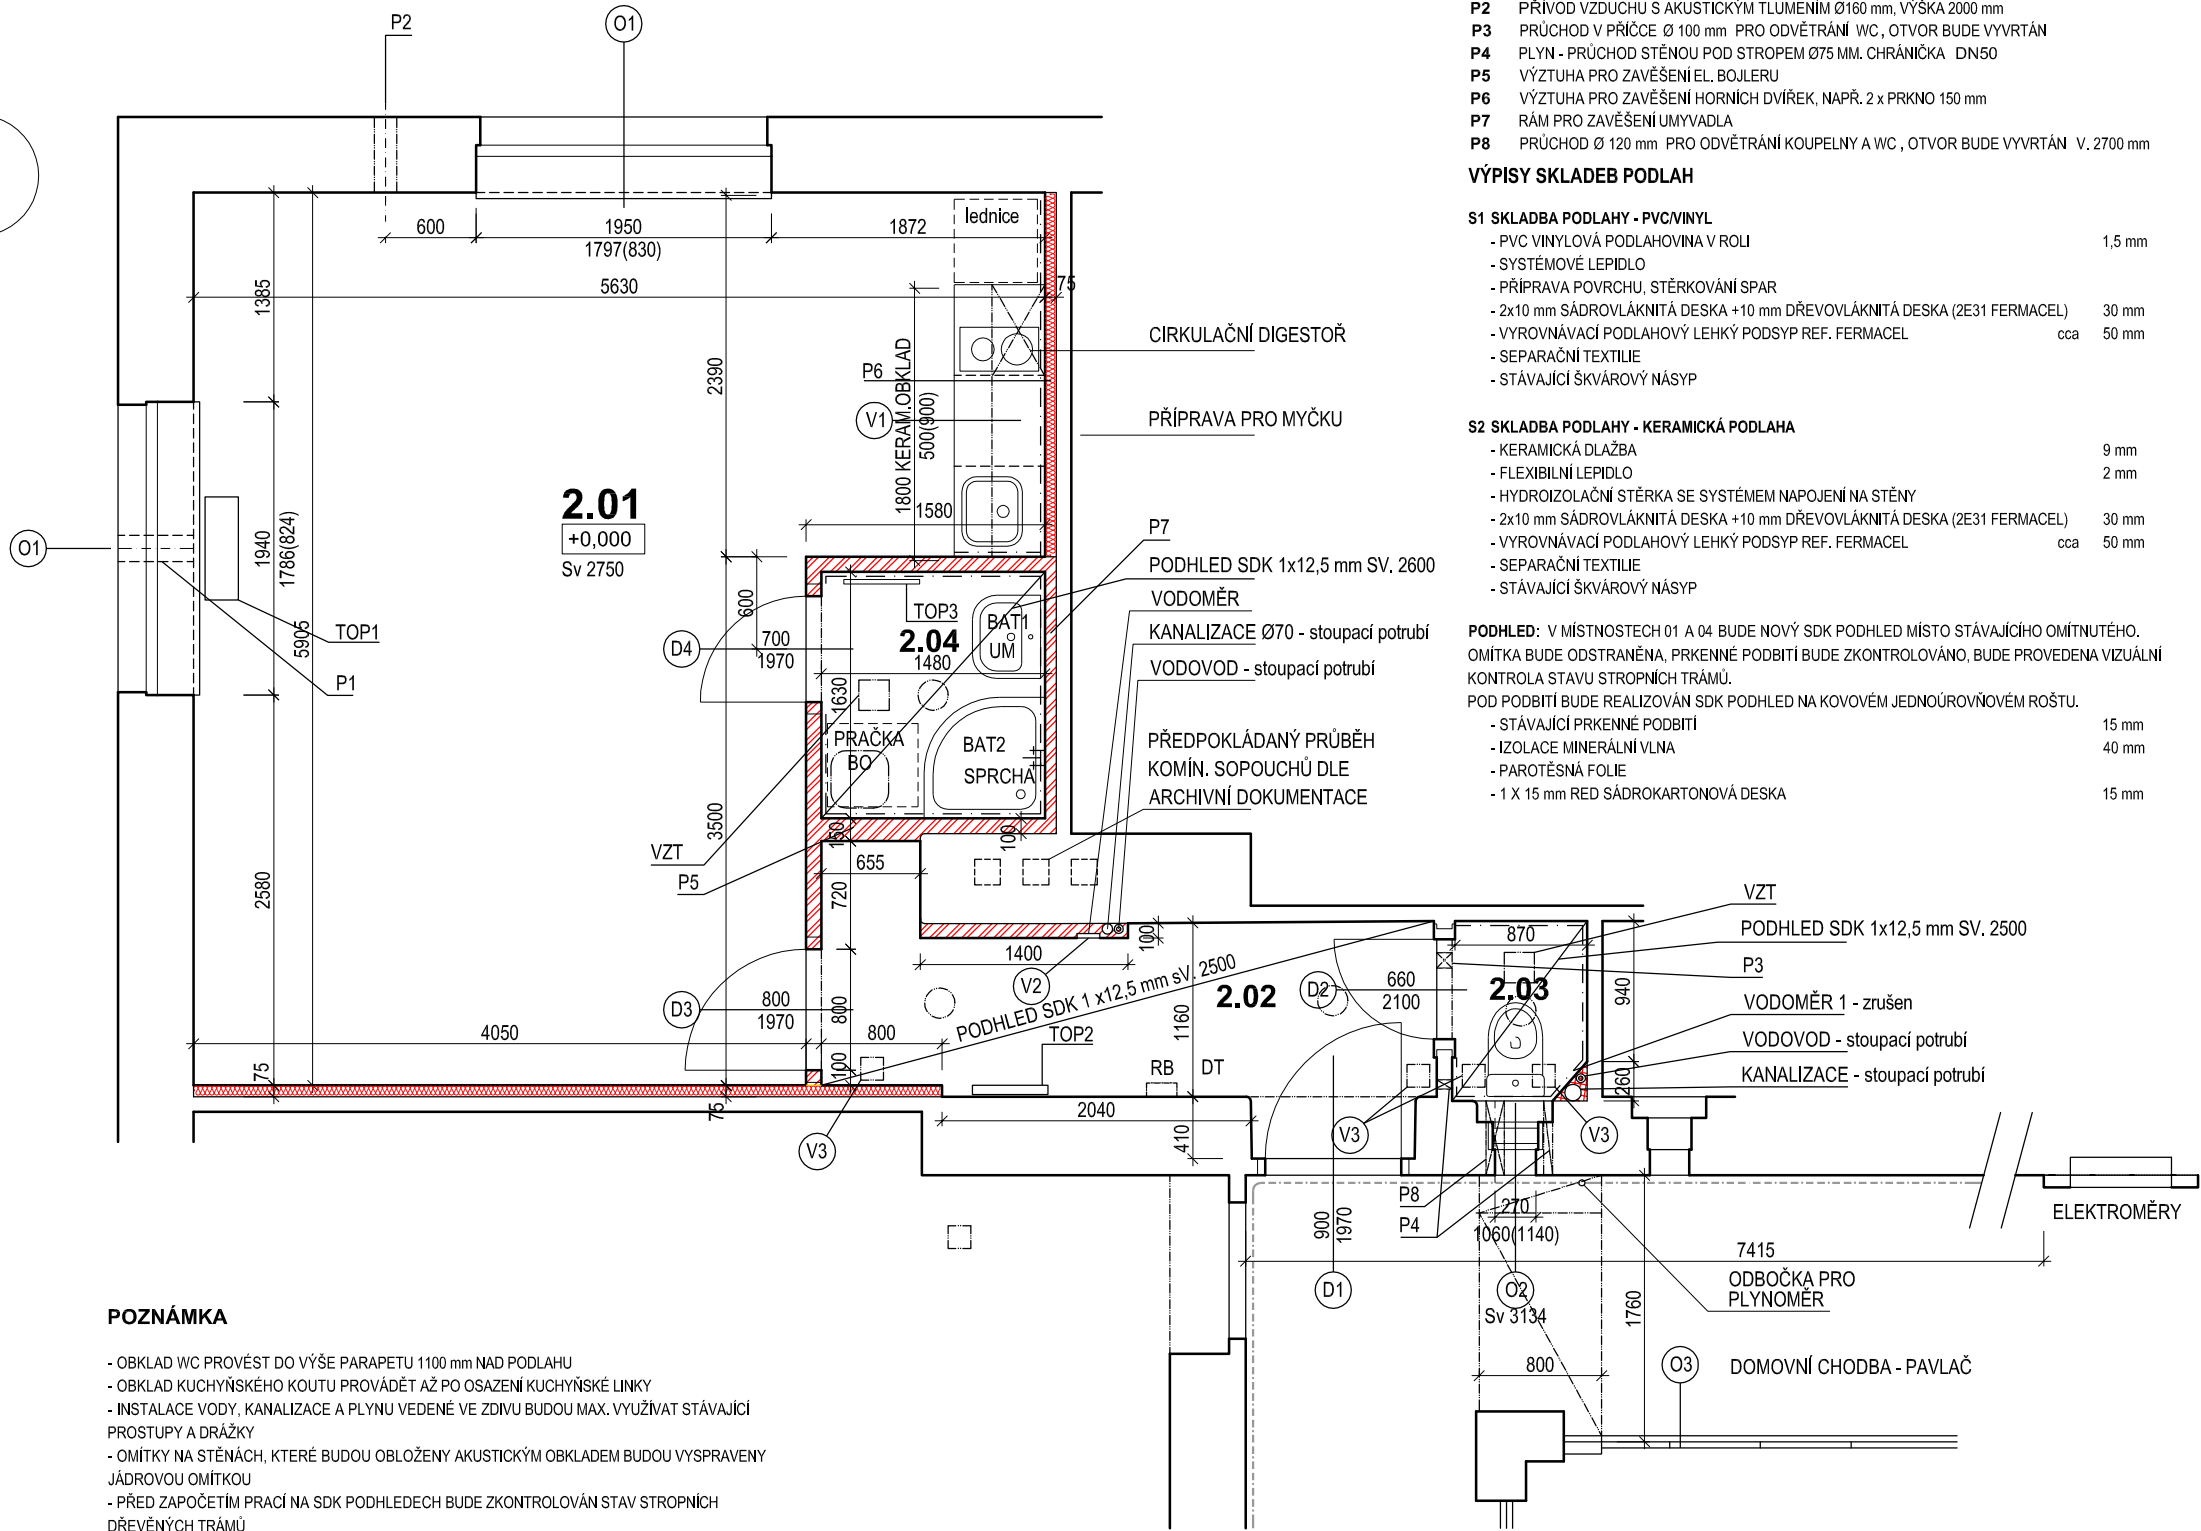 P2 PŘÍVOD VZDUCHU S AKUSTICKÝM TLUMENÍM Ø160 mm, VÝŠKA 2000 mm
P3 PRŮCHOD V PŘÍČCE Ø 100 mm PRO ODVĚTRÁNÍ WC , OTVOR BUDE VYVRTÁN
P4 PLYN - PRŮCHOD STĚNOU POD STROPEM Ø75 MM. CHRÁNIČKA DN50
P5 VÝZTUHA PRO ZAVĚŠENÍ EL. BOJLERU
P6 VÝZTUHA PRO ZAVĚŠENÍ HORNÍCH DVÍŘEK, NAPŘ. 2 x PRKNO 150 mm
P7 RÁM PRO ZAVĚŠENÍ UMYVADLA
P8 PRŮCHOD Ø 120 mm PRO ODVĚTRÁNÍ KOUPELNY A WC , OTVOR BUDE VYVRTÁN V. 2700 mm
VÝPISY SKLADEB PODLAH
S1 SKLADBA PODLAHY - PVC/VINYL
- PVC VINYLOVÁ PODLAHOVINA V ROLI 1,5 mm
- SYSTÉMOVÉ LEPIDLO
- PŘÍPRAVA POVRCHU, STĚRKOVÁNÍ SPAR
- 2x10 mm SÁDROVLÁKNITÁ DESKA +10 mm DŘEVOVLÁKNITÁ DESKA (2E31 FERMACEL) 30 mm
- VYROVNÁVACÍ PODLAHOVÝ LEHKÝ PODSYP REF. FERMACEL cca 50 mm
- SEPARAČNÍ TEXTILIE
- STÁVAJÍCÍ ŠKVÁROVÝ NÁSYP
S2 SKLADBA PODLAHY - KERAMICKÁ PODLAHA
- KERAMICKÁ DLAŽBA 9 mm
- FLEXIBILNÍ LEPIDLO 2 mm
- HYDROIZOLAČNÍ STĚRKA SE SYSTÉMEM NAPOJENÍ NA STĚNY
- 2x10 mm SÁDROVLÁKNITÁ DESKA +10 mm DŘEVOVLÁKNITÁ DESKA (2E31 FERMACEL) 30 mm
- VYROVNÁVACÍ PODLAHOVÝ LEHKÝ PODSYP REF. FERMACEL cca 50 mm
- SEPARAČNÍ TEXTILIE
- STÁVAJÍCÍ ŠKVÁROVÝ NÁSYP
PODHLED: V MÍSTNOSTECH 01 A 04 BUDE NOVÝ SDK PODHLED MÍSTO STÁVAJÍCÍHO OMÍTNUTÉHO.
OMÍTKA BUDE ODSTRANĚNA, PRKENNÉ PODBITÍ BUDE ZKONTROLOVÁNO, BUDE PROVEDENA VIZUÁLNÍ
KONTROLA STAVU STROPNÍCH TRÁMŮ.
POD PODBITÍ BUDE REALIZOVÁN SDK PODHLED NA KOVOVÉM JEDNOÚROVŇOVÉM ROŠTU.
- STÁVAJÍCÍ PRKENNÉ PODBITÍ 15 mm
- IZOLACE MINERÁLNÍ VLNA 40 mm
- PAROTĚSNÁ FOLIE
- 1 X 15 mm RED SÁDROKARTONOVÁ DESKA 15 mm
P2
O1
lednice
600
1950
1797(830)
1872
5630
75
1385
2390
CIRKULAČNÍ DIGESTOŘ
P6
V1
1800 KERAM.OBKLAD
500(900)
PŘÍPRAVA PRO MYČKU
2.01
+0,000
Sv 2750
1580
O1
1940
1786(824)
5905
TOP1
P1
P7
PODHLED SDK 1x12,5 mm SV. 2600
VODOMĚR
KANALIZACE Ø70 - stoupací potrubí
VODOVOD - stoupací potrubí
600
TOP3
BAT1
UM
2.04
D4
700
1970
1480
1630
PRAČKA
BO
BAT2
SPRCHA
PŘEDPOKLÁDANÝ PRŮBĚH
KOMÍN. SOPOUCHŮ DLE
ARCHIVNÍ DOKUMENTACE
3500
150
100
VZT
P5
655
720
2580
VZT
PODHLED SDK 1x12,5 mm SV. 2500
P3
VODOMĚR 1 - zrušen
VODOVOD - stoupací potrubí
KANALIZACE - stoupací potrubí
870
100
1400
V2
PODHLED SDK 1 x12,5 mm sV. 2500
2.02
D2
660
2100
2.03
940
D3
800
1970
800
1160
4050
800
TOP2
RB
DT
75
100
260
75
2040
410
V3
V3
V3
P8
P4
270
1060(1140)
900
1970
ELEKTROMĚRY
7415
D1
O2
Sv 3134
ODBOČKA PRO
PLYNOMĚR
1760
800
O3
DOMOVNÍ CHODBA - PAVLAČ
POZNÁMKA
- OBKLAD WC PROVÉST DO VÝŠE PARAPETU 1100 mm NAD PODLAHU
- OBKLAD KUCHYŇSKÉHO KOUTU PROVÁDĚT AŽ PO OSAZENÍ KUCHYŇSKÉ LINKY
- INSTALACE VODY, KANALIZACE A PLYNU VEDENÉ VE ZDIVU BUDOU MAX. VYUŽÍVAT STÁVAJÍCÍ
PROSTUPY A DRÁŽKY
- OMÍTKY NA STĚNÁCH, KTERÉ BUDOU OBLOŽENY AKUSTICKÝM OBKLADEM BUDOU VYSPRAVENY
JÁDROVOU OMÍTKOU
- PŘED ZAPOČETÍM PRACÍ NA SDK PODHLEDECH BUDE ZKONTROLOVÁN STAV STROPNÍCH
DŘEVĚNÝCH TRÁMŮ